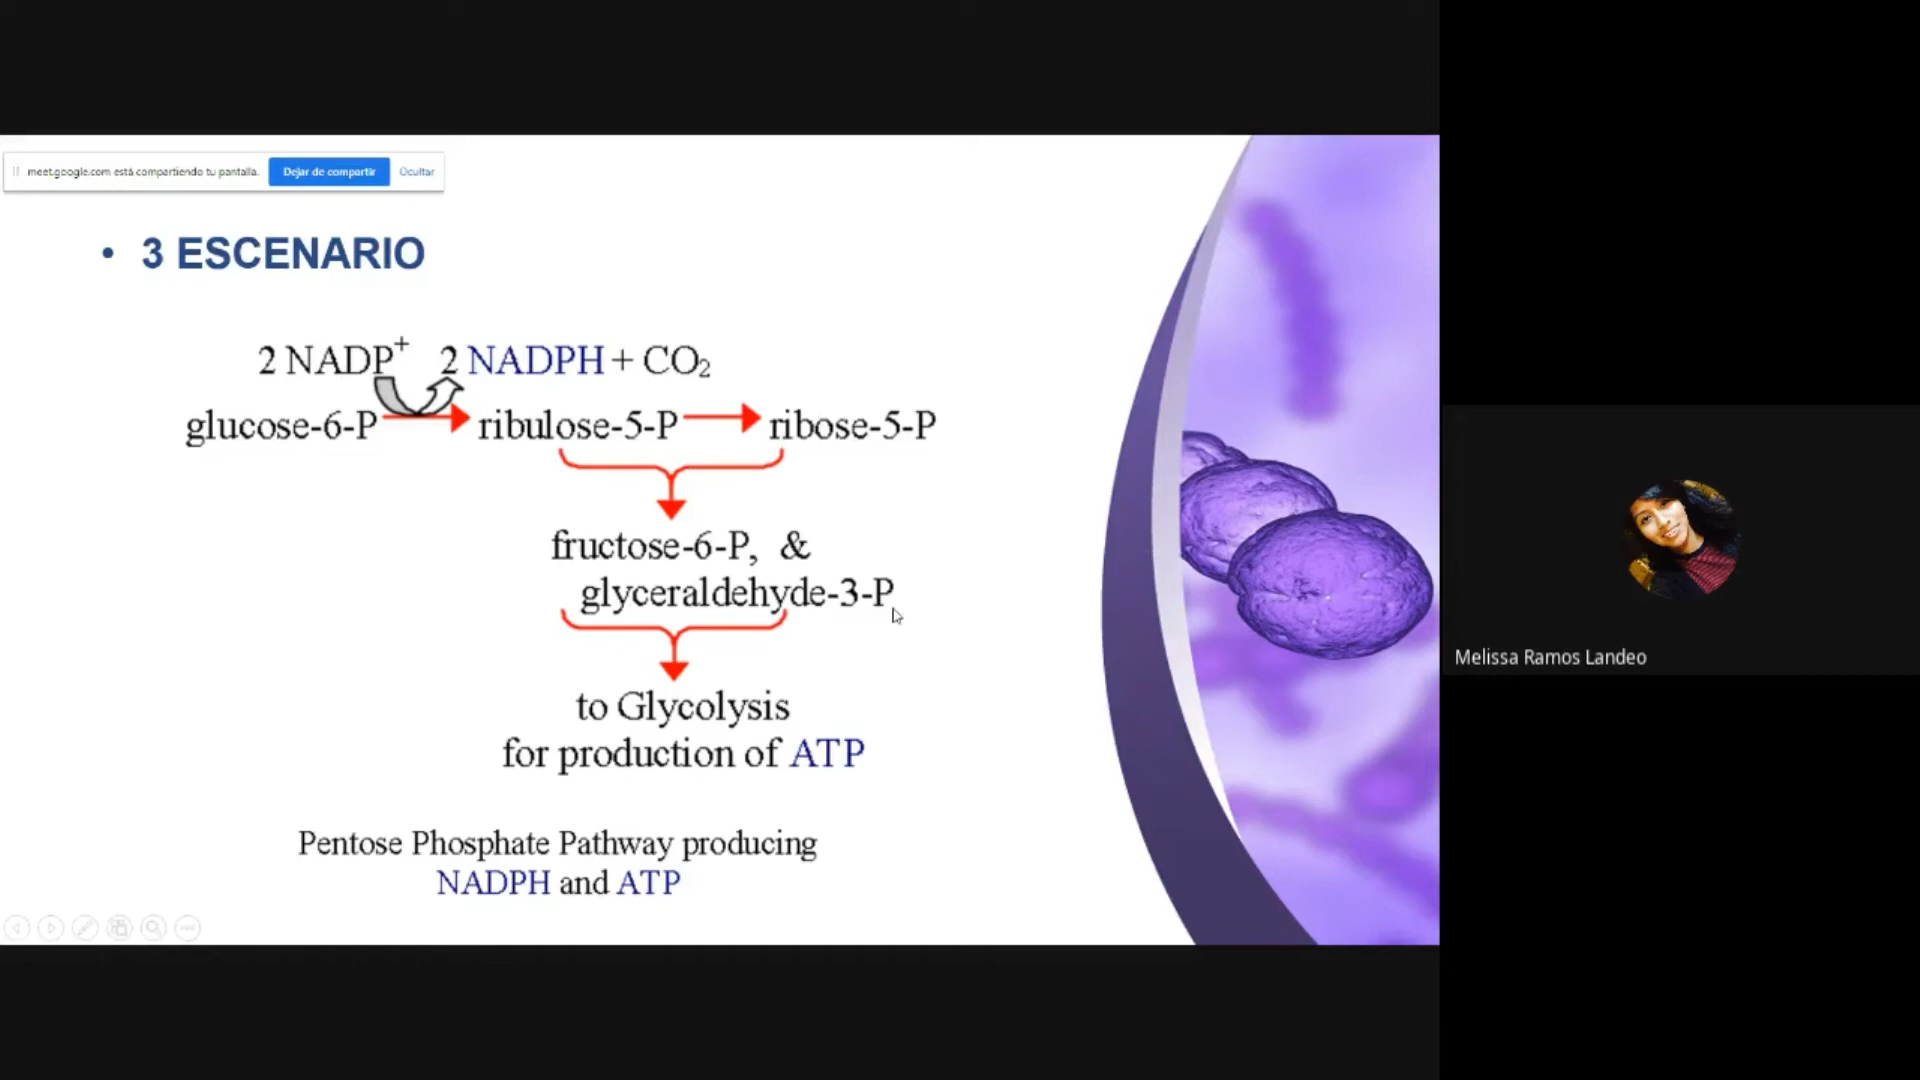 meet.google.com está compartiendo tu pantalla. Dejar de compartir Ocultar
• 3 ESCENARIO
2 NADP⁺ 2 NADPH + CO₂
glucose-6-P ribulose-5-P ribose-5-P
fructose-6-P, &
glyceraldehyde-3-P
to Glycolysis
for production of ATP
Pentose Phosphate Pathway producing
NADPH and ATP
Melissa Ramos Landeo